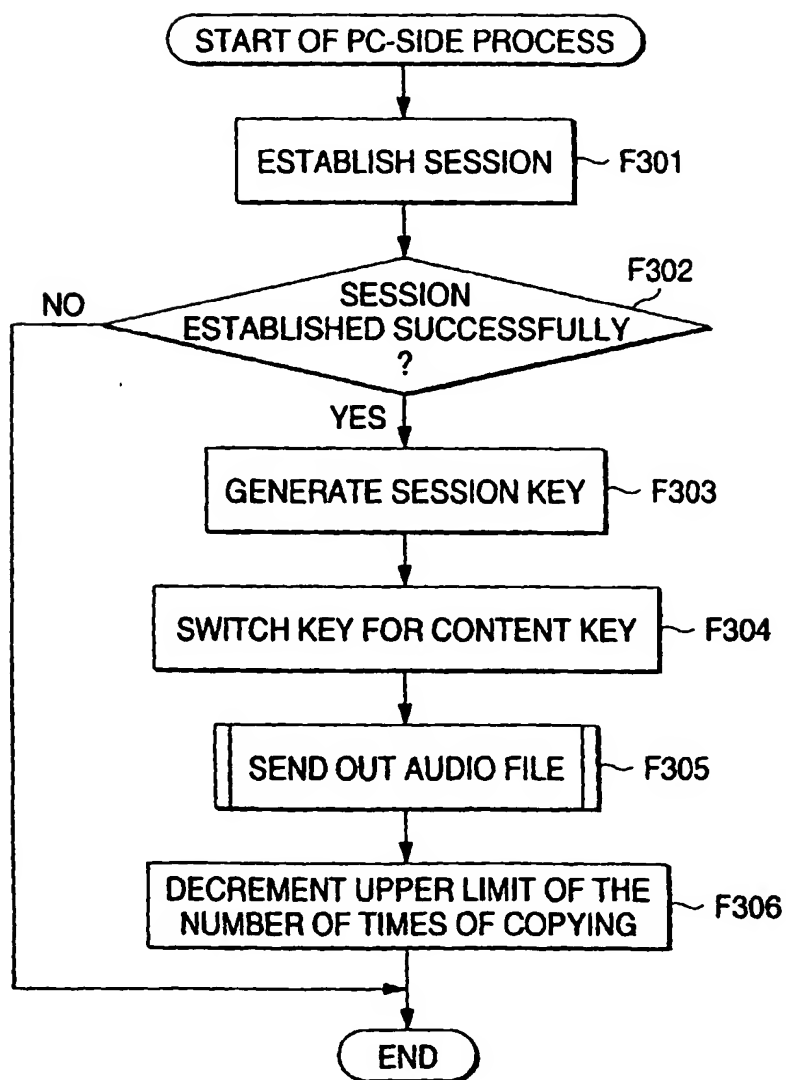 START OF PC-SIDE PROCESS
ESTABLISH SESSION
F301
F302
SESSION
ESTABLISHED SUCCESSFULLY
?
NO
YES
GENERATE SESSION KEY
F303
SWITCH KEY FOR CONTENT KEY
F304
SEND OUT AUDIO FILE
F305
DECREMENT UPPER LIMIT OF THE
NUMBER OF TIMES OF COPYING
F306
END